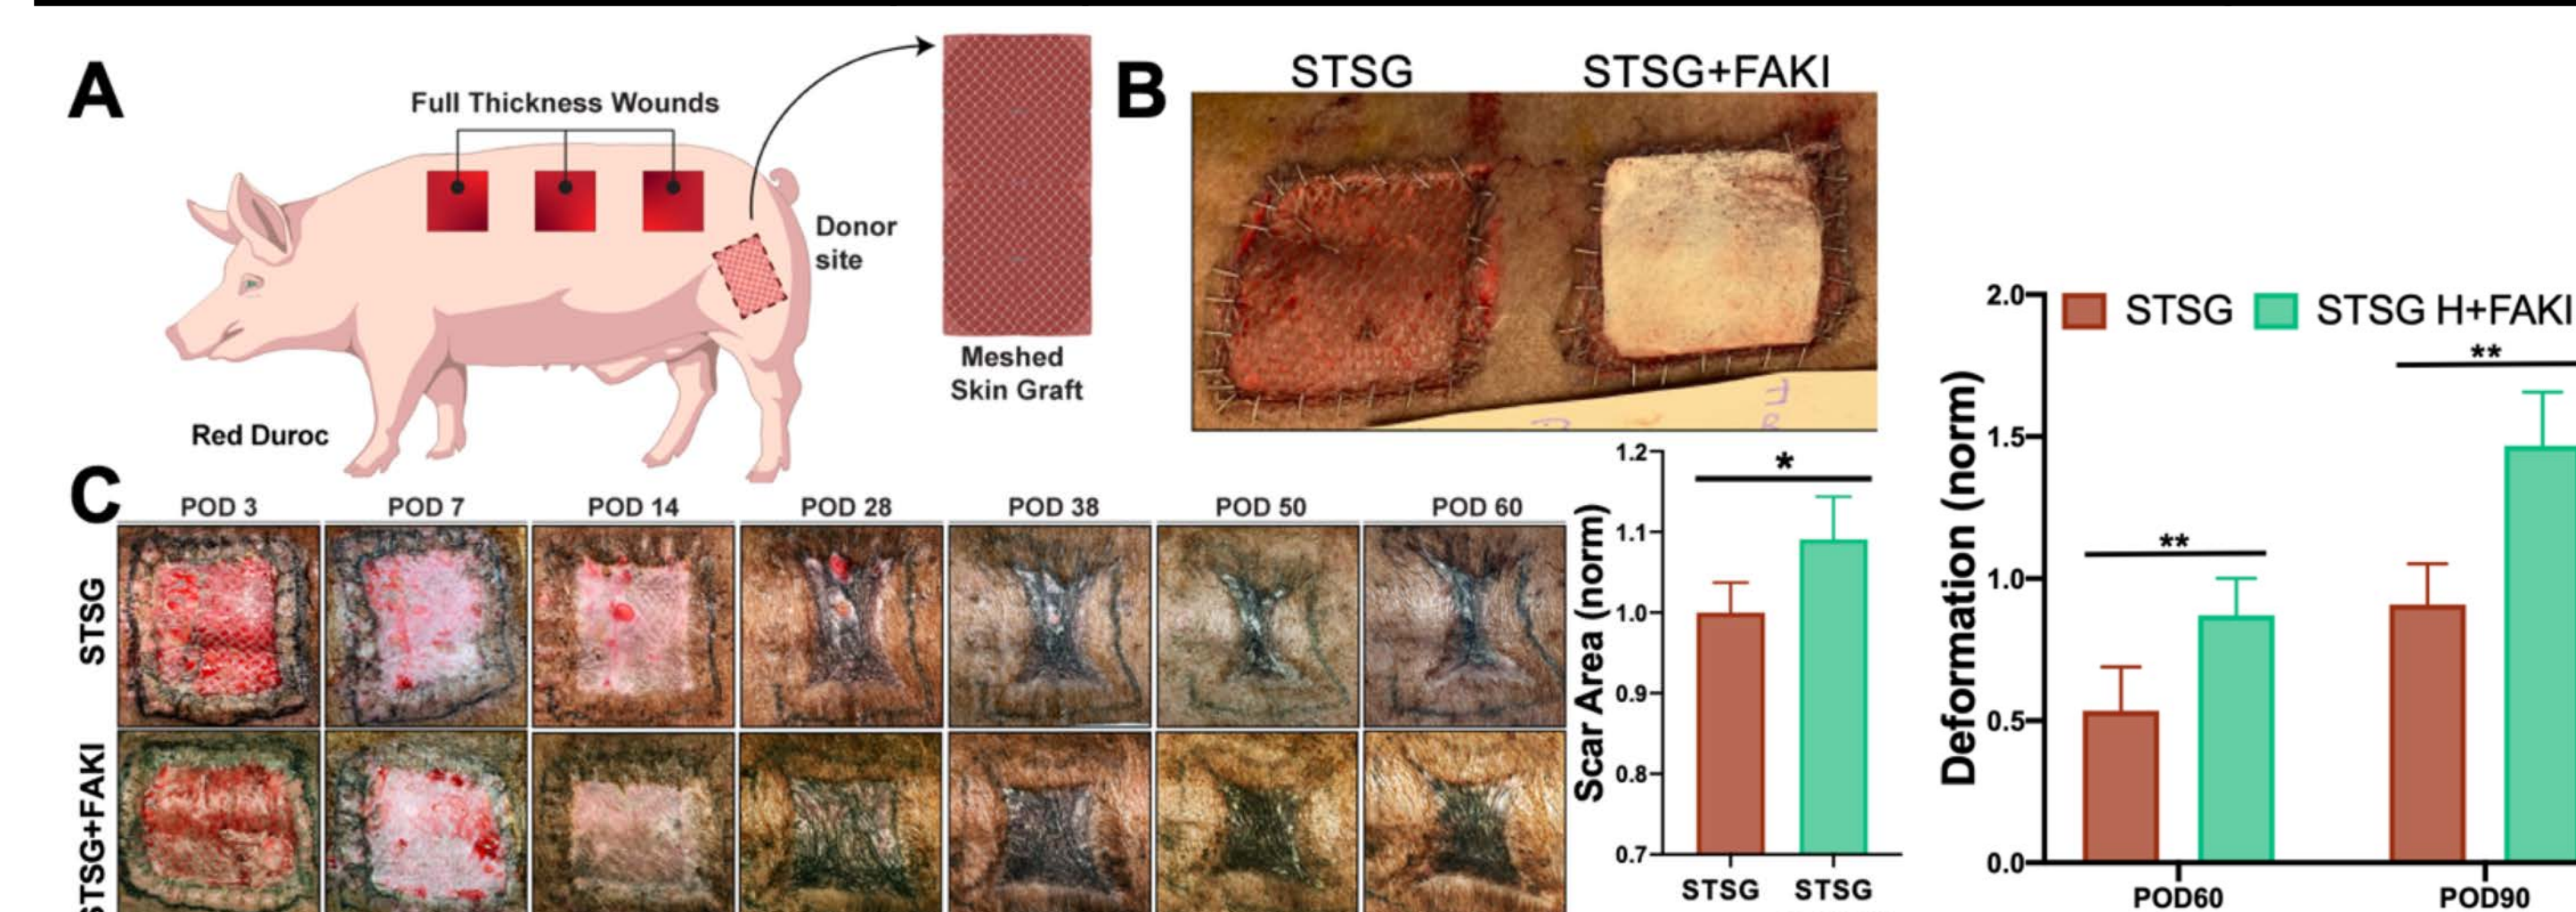 A
Full Thickness Wounds
Donor
site
Red Duroc
Meshed
Skin Graft
B
STSG
STSG+FAKI
C
POD 3
POD 7
POD 14
POD 28
POD 38
POD 50
POD 60
STSG
STSG+FAKI
Scar Area (norm)
1.2
1.1
1.0
0.9
0.8
0.7
*
STSG
STSG
Deformation (norm)
2.0
1.5
1.0
0.5
0.0
STSG
STSG H+FAKI
**
**
POD60
POD90